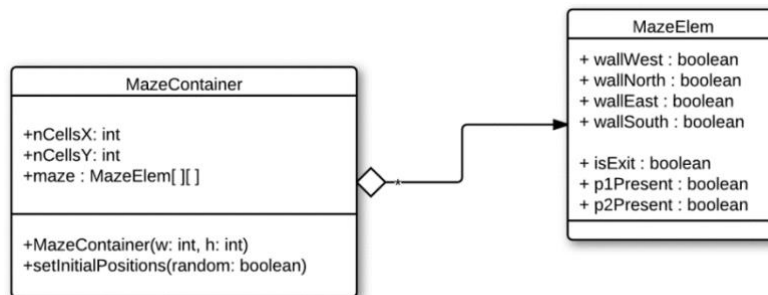 MazeContainer
+nCellsX: int
+nCellsY: int
+maze : MazeElem[ ][ ]
+MazeContainer(w: int, h: int)
+setInitialPositions(random: boolean)
*
MazeElem
+ wallWest : boolean
+ wallNorth : boolean
+ wallEast : boolean
+ wallSouth : boolean
+ isExit : boolean
+ p1Present : boolean
+ p2Present : boolean